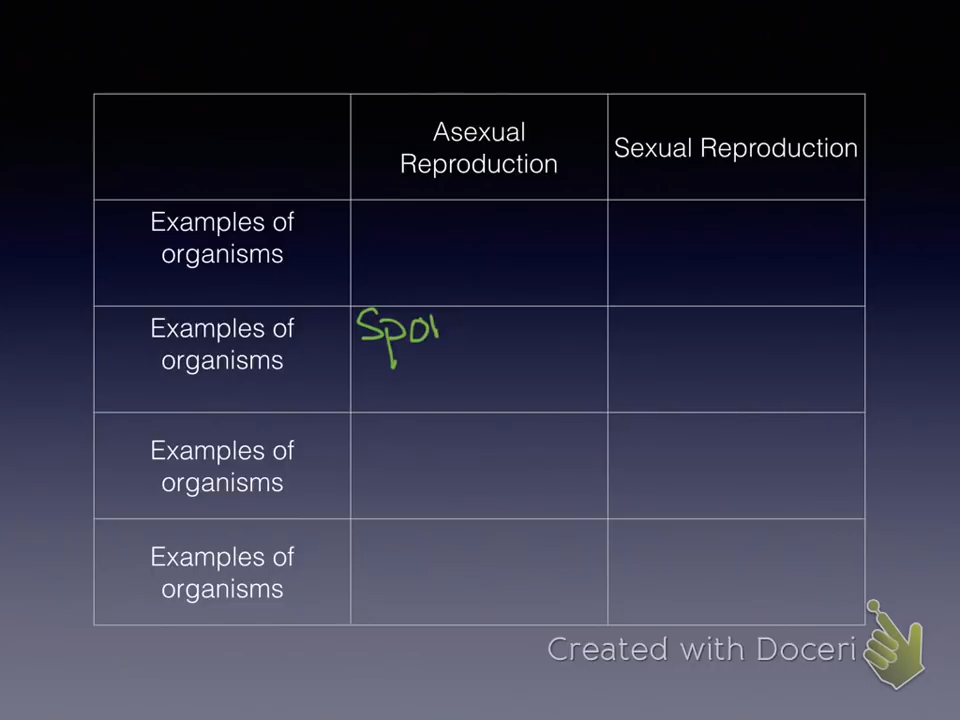 Asexual
Reproduction
Sexual Reproduction
Examples of
organisms
Examples of
organisms
Spor
Examples of
organisms
Examples of
organisms
Created with Doceri